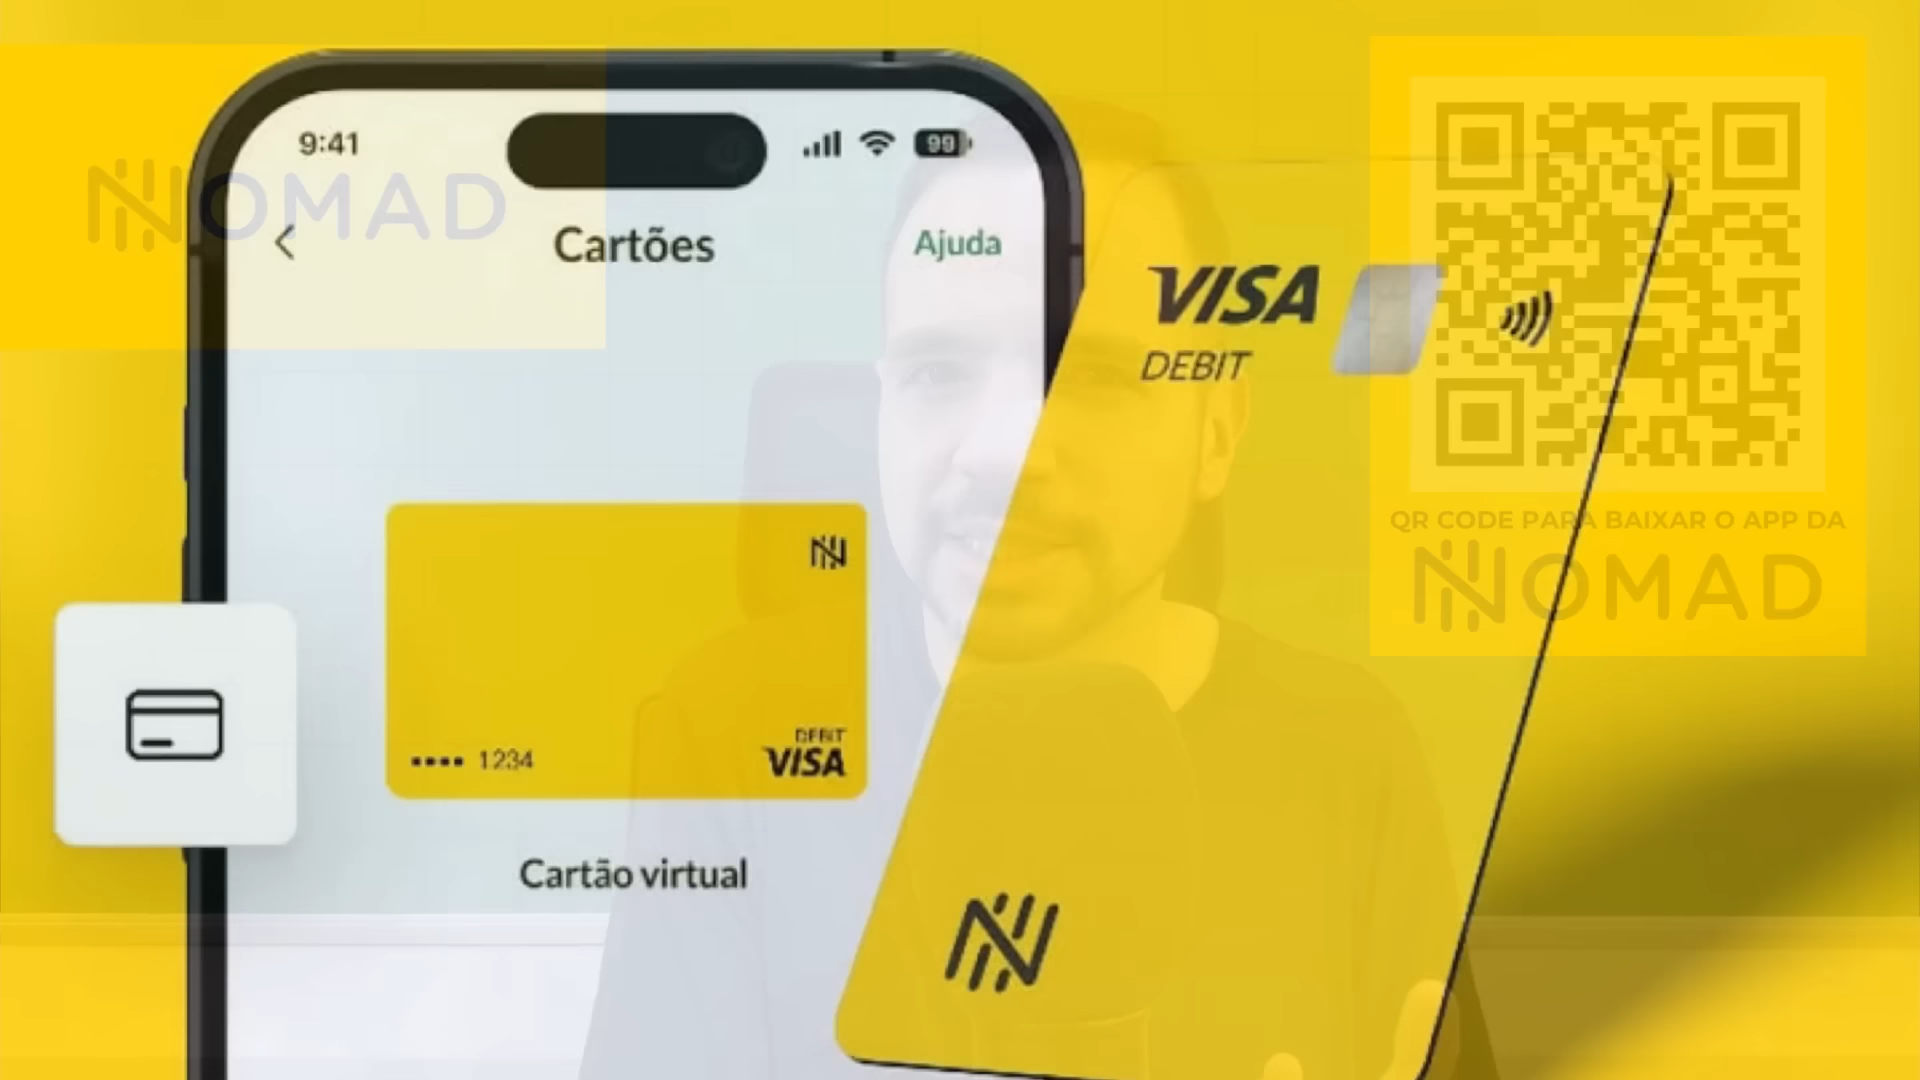 9:41
99
NOMAD
Cartões
Ajuda
VISA
DEBIT
QR CODE PARA BAIXAR O APP DA
NOMAD
DEBIT
•••• 1234
VISA
Cartão virtual